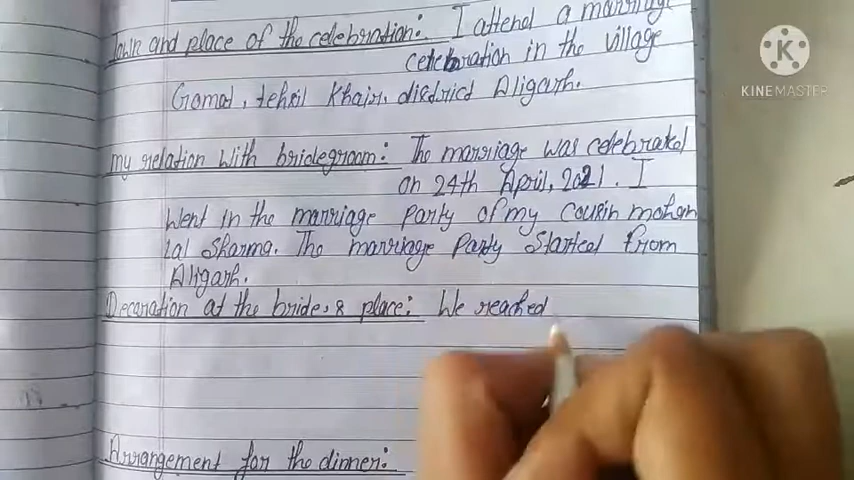 Town and place of the celebration: I attend a marriage
celebration in the village
Gomat, tehsil Khair, disdricd Aligarh.
my relation with bridegroom: The marriage was celebrated
on 24th April, 2021. I
went in the marriage party of my cousin mohan
lal Sharma. The marriage Party Started from
Aligarh.
Decoration at the bride,s place: We reached
Arrangement for the dinner:
K
KINEMASTER